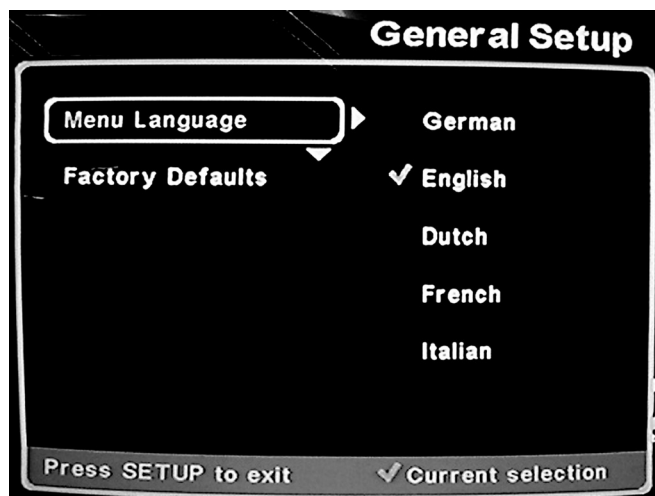 General Setup
Menu Language
German
Factory Defaults
English
Dutch
French
Italian
Press SETUP to exit
Current selection